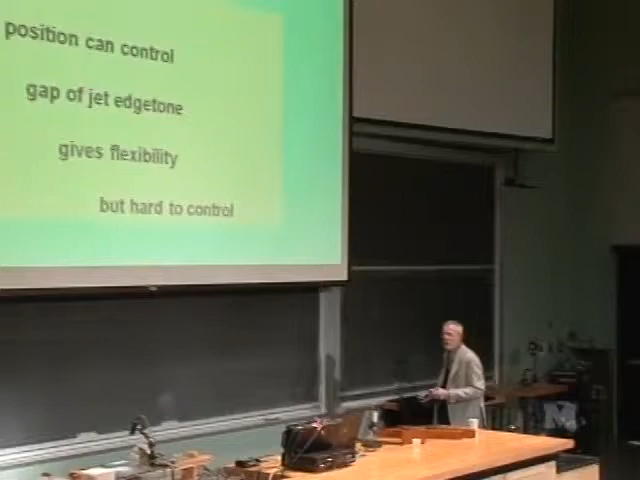 position can control
gap of jet edgetone
gives flexibility
but hard to control
M